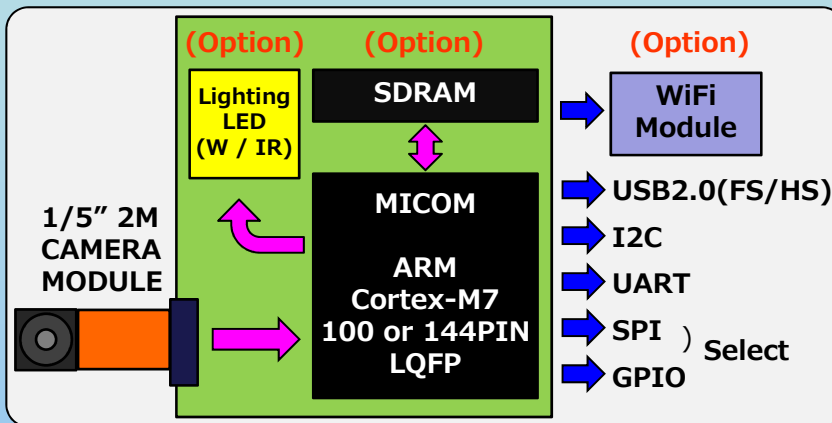 (Option)
(Option)
(Option)
Lighting
LED
(W / IR)
SDRAM
WiFi
Module
1/5” 2M
CAMERA
MODULE
MICOM
ARM
Cortex-M7
100 or 144PIN
LQFP
USB2.0(FS/HS)
I2C
UART
SPI
GPIO
) Select